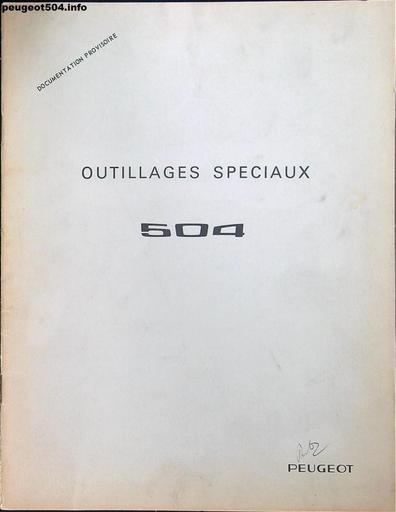 peugeot504.info
DOCUMENTATION PROVISOIRE
OUTILLAGES SPECIAUX
504
PEUGEOT